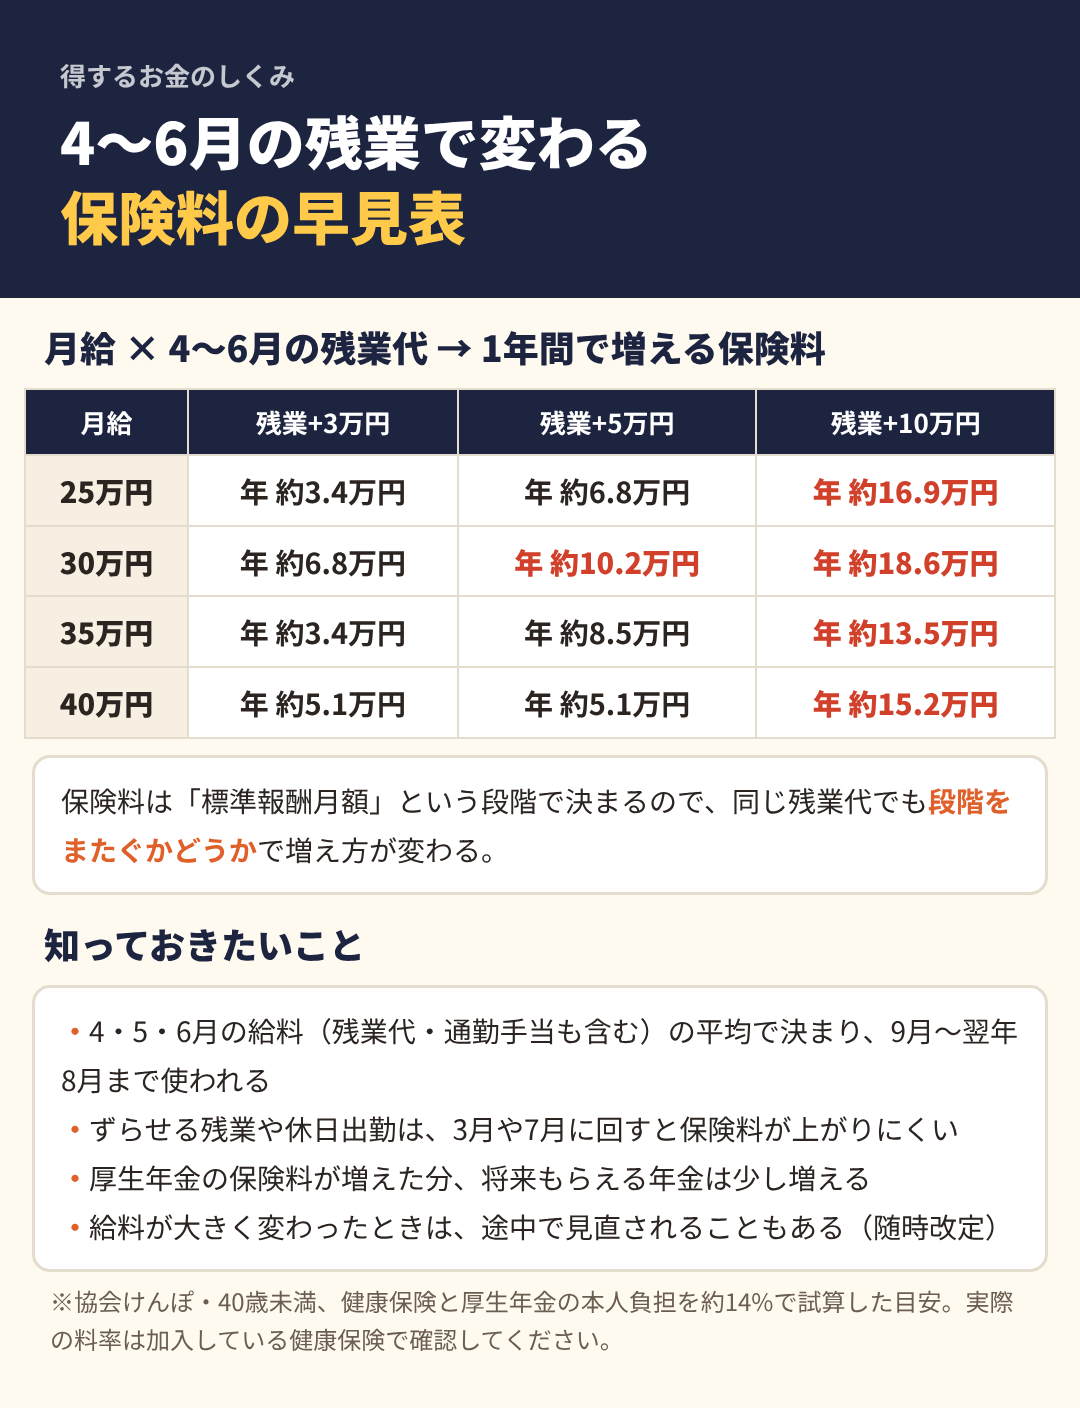 得するお金のしくみ
4〜6月の残業で変わる
保険料の早見表
月給 × 4〜6月の残業代 → 1年間で増える保険料
月給 残業+3万円 残業+5万円 残業+10万円
25万円 年 約3.4万円 年 約6.8万円 年 約16.9万円
30万円 年 約6.8万円 年 約10.2万円 年 約18.6万円
35万円 年 約3.4万円 年 約8.5万円 年 約13.5万円
40万円 年 約5.1万円 年 約5.1万円 年 約15.2万円
保険料は「標準報酬月額」という段階で決まるので、同じ残業代でも段階を
またぐかどうかで増え方が変わる。
知っておきたいこと
・4・5・6月の給料（残業代・通勤手当も含む）の平均で決まり、9月〜翌年
8月まで使われる
・ずらせる残業や休日出勤は、3月や7月に回すと保険料が上がりにくい
・厚生年金の保険料が増えた分、将来もらえる年金は少し増える
・給料が大きく変わったときは、途中で見直されることもある（随時改定）
※協会けんぽ・40歳未満、健康保険と厚生年金の本人負担を約14%で試算した目安。実際
の料率は加入している健康保険で確認してください。